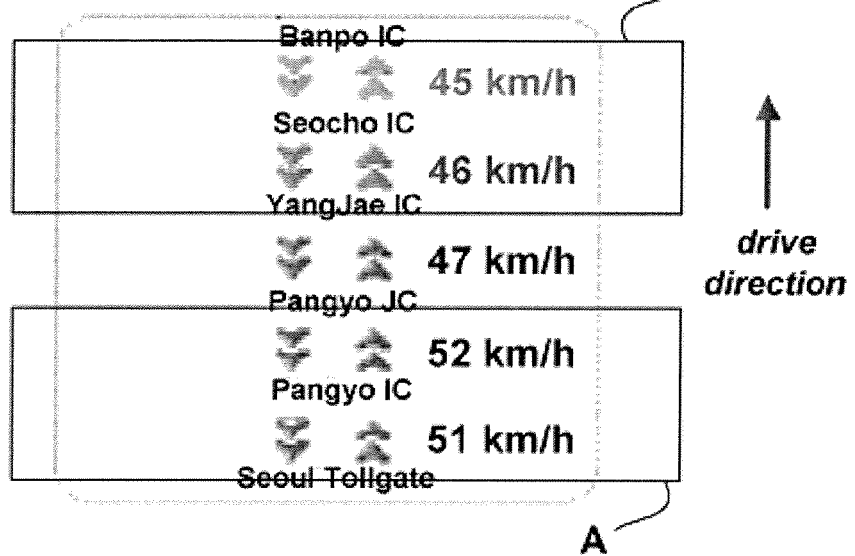 Banpo IC
45 km/h
Seocho IC
46 km/h
YangJae IC
47 km/h
drive
direction
Pangyo JC
52 km/h
Pangyo IC
51 km/h
Seoul Tollgate
A